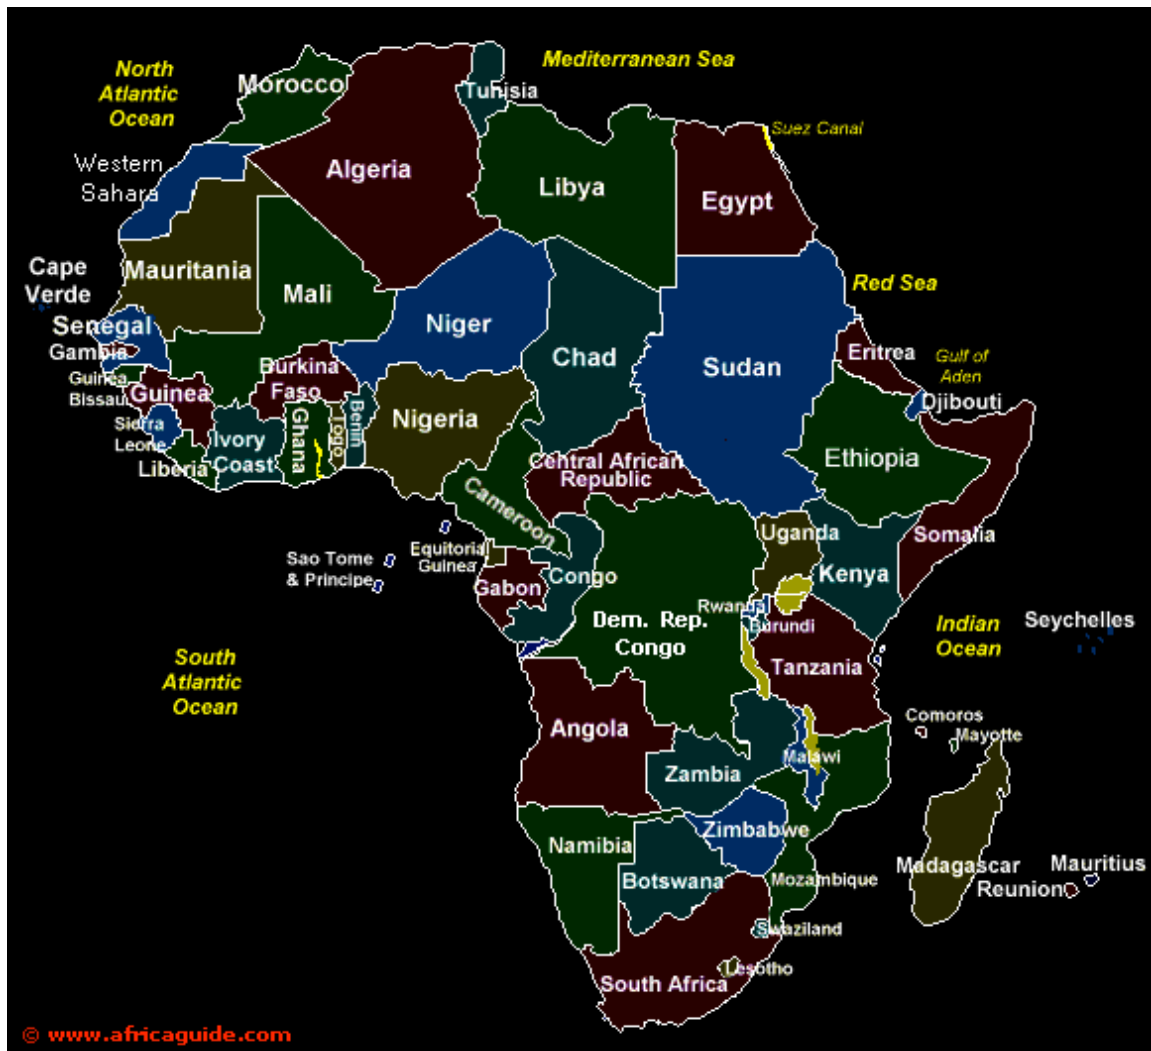 Mediterranean Sea
North
Atlantic
Ocean
Morocco
Tunisia
Suez Canal
Western
Sahara
Algeria
Libya
Egypt
Cape
Verde
Mauritania
Mali
Niger
Chad
Sudan
Red Sea
Senegal
Gambia
Guinea
Bissau
Guinea
Burkina
Faso
Eritrea
Gulf of
Aden
Djibouti
Sierra
Leone
Liberia
Ivory
Coast
Ghana
Togo
Benin
Nigeria
Cameroon
Central African
Republic
Ethiopia
Somalia
Uganda
Kenya
Sao Tome
& Principe
Equitorial
Guinea
Gabon
Congo
Dem. Rep.
Congo
Rwanda
Burundi
Tanzania
Indian
Ocean
Seychelles
South
Atlantic
Ocean
Angola
Zambia
Malawi
Comoros
Mayotte
Namibia
Zimbabwe
Botswana
Mozambique
Madagascar
Mauritius
Reunion
Swaziland
Lesotho
South Africa
© www.africaguide.com